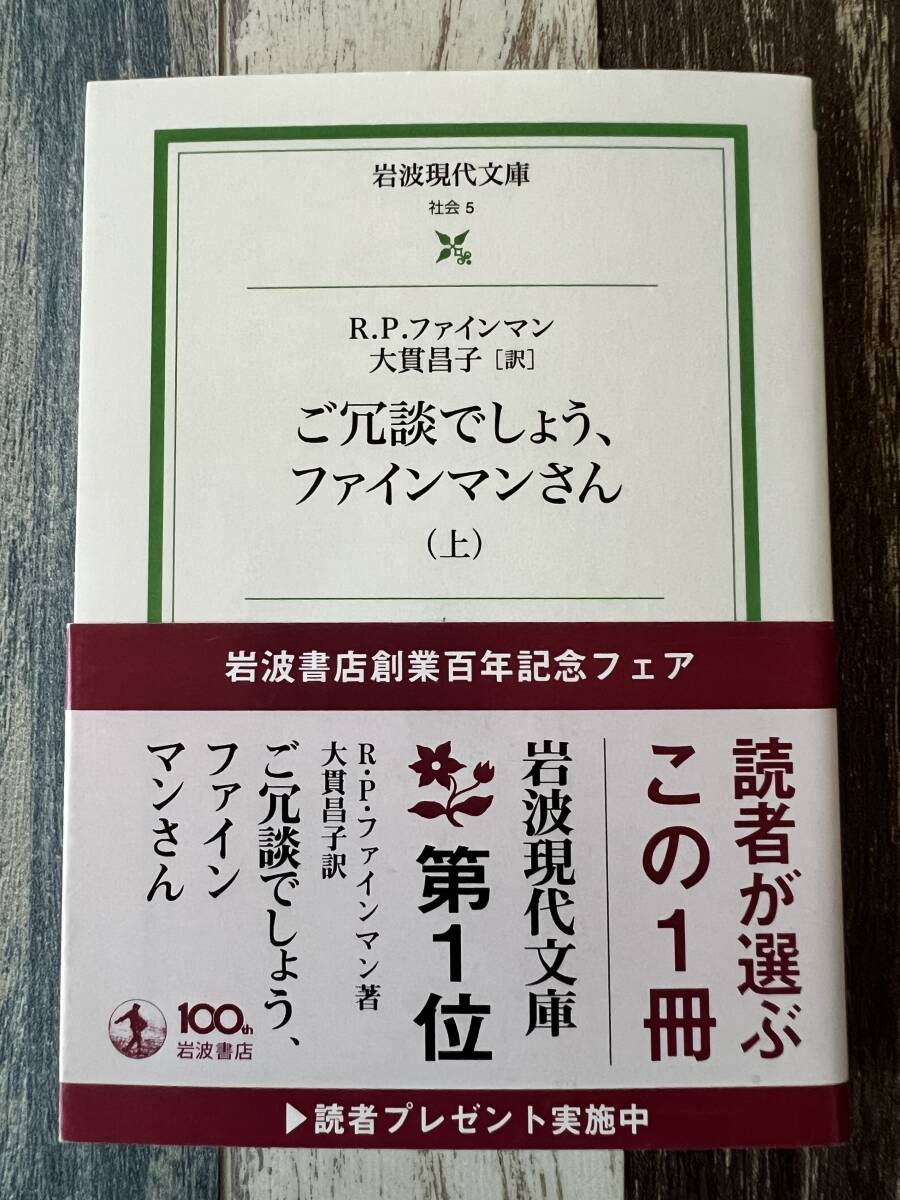 岩波現代文庫
社会 5
R.P.ファインマン
大貫昌子［訳］
ご冗談でしょう、
ファインマンさん
（上）
岩波書店創業百年記念フェア
読者が選ぶ
この1冊
岩波現代文庫
第1位
R・P・ファインマン著
大貫昌子訳
ご冗談でしょう、
ファイン
マンさん
100th
岩波書店
▶読者プレゼント実施中